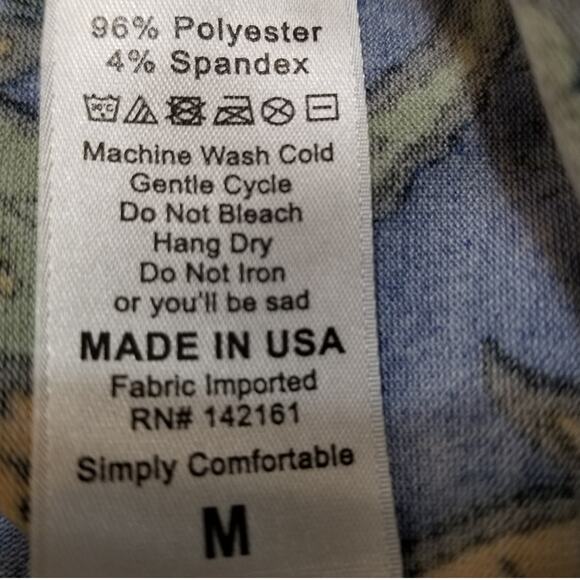 96% Polyester
4% Spandex
30°C
Machine Wash Cold
Gentle Cycle
Do Not Bleach
Hang Dry
Do Not Iron
or you'll be sad
MADE IN USA
Fabric Imported
RN# 142161
Simply Comfortable
M